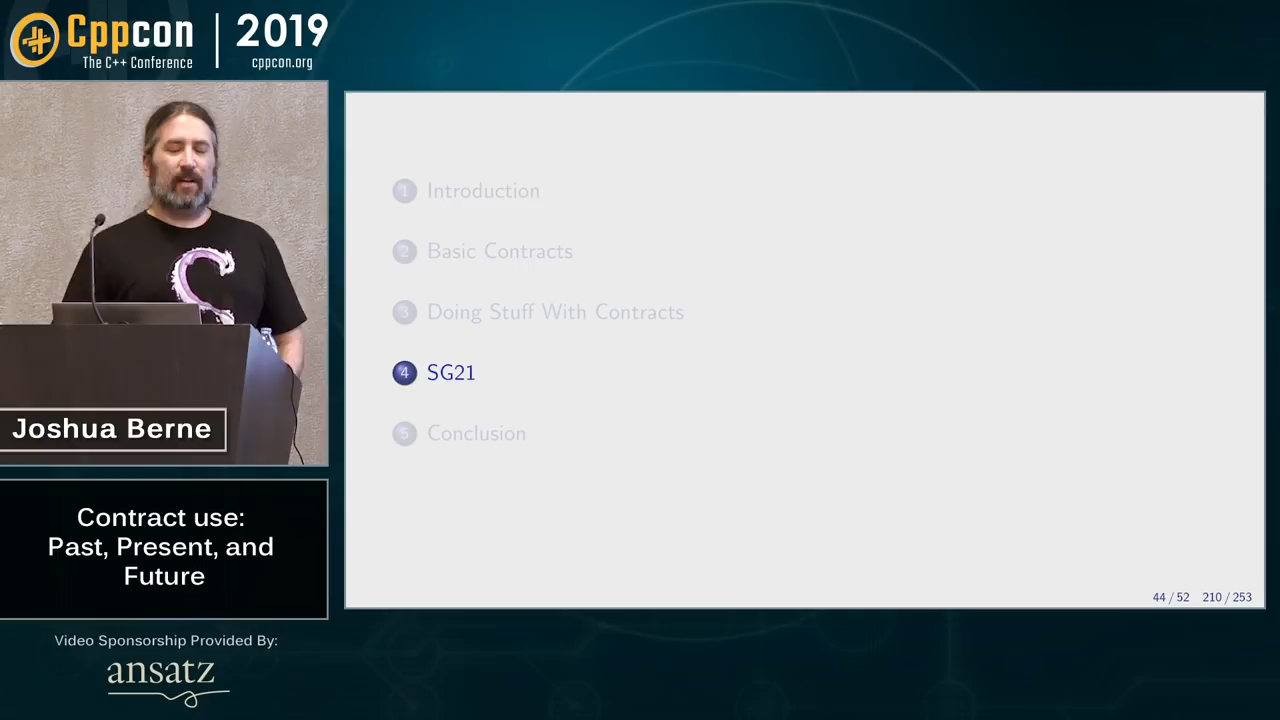 Cppcon
The C++ Conference
2019
cppcon.org
Joshua Berne
Contract use:
Past, Present, and
Future
Video Sponsorship Provided By:
ansatz
1 Introduction
2 Basic Contracts
3 Doing Stuff With Contracts
4 SG21
5 Conclusion
44 / 52 210 / 253